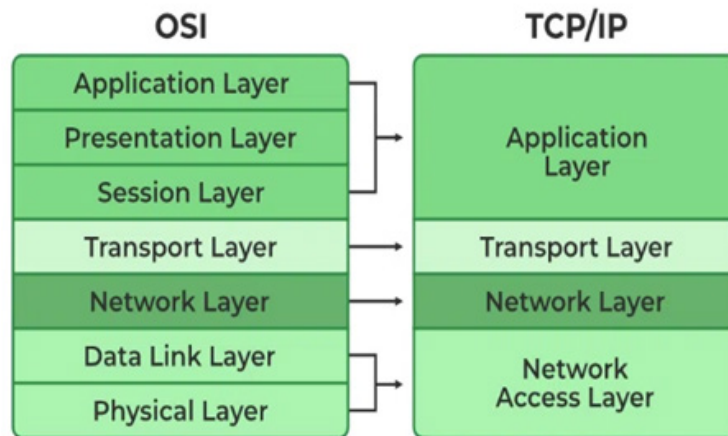 OSI
Application Layer
Presentation Layer
Session Layer
Transport Layer
Network Layer
Data Link Layer
Physical Layer
TCP/IP
Application
Layer
Transport Layer
Network Layer
Network
Access Layer